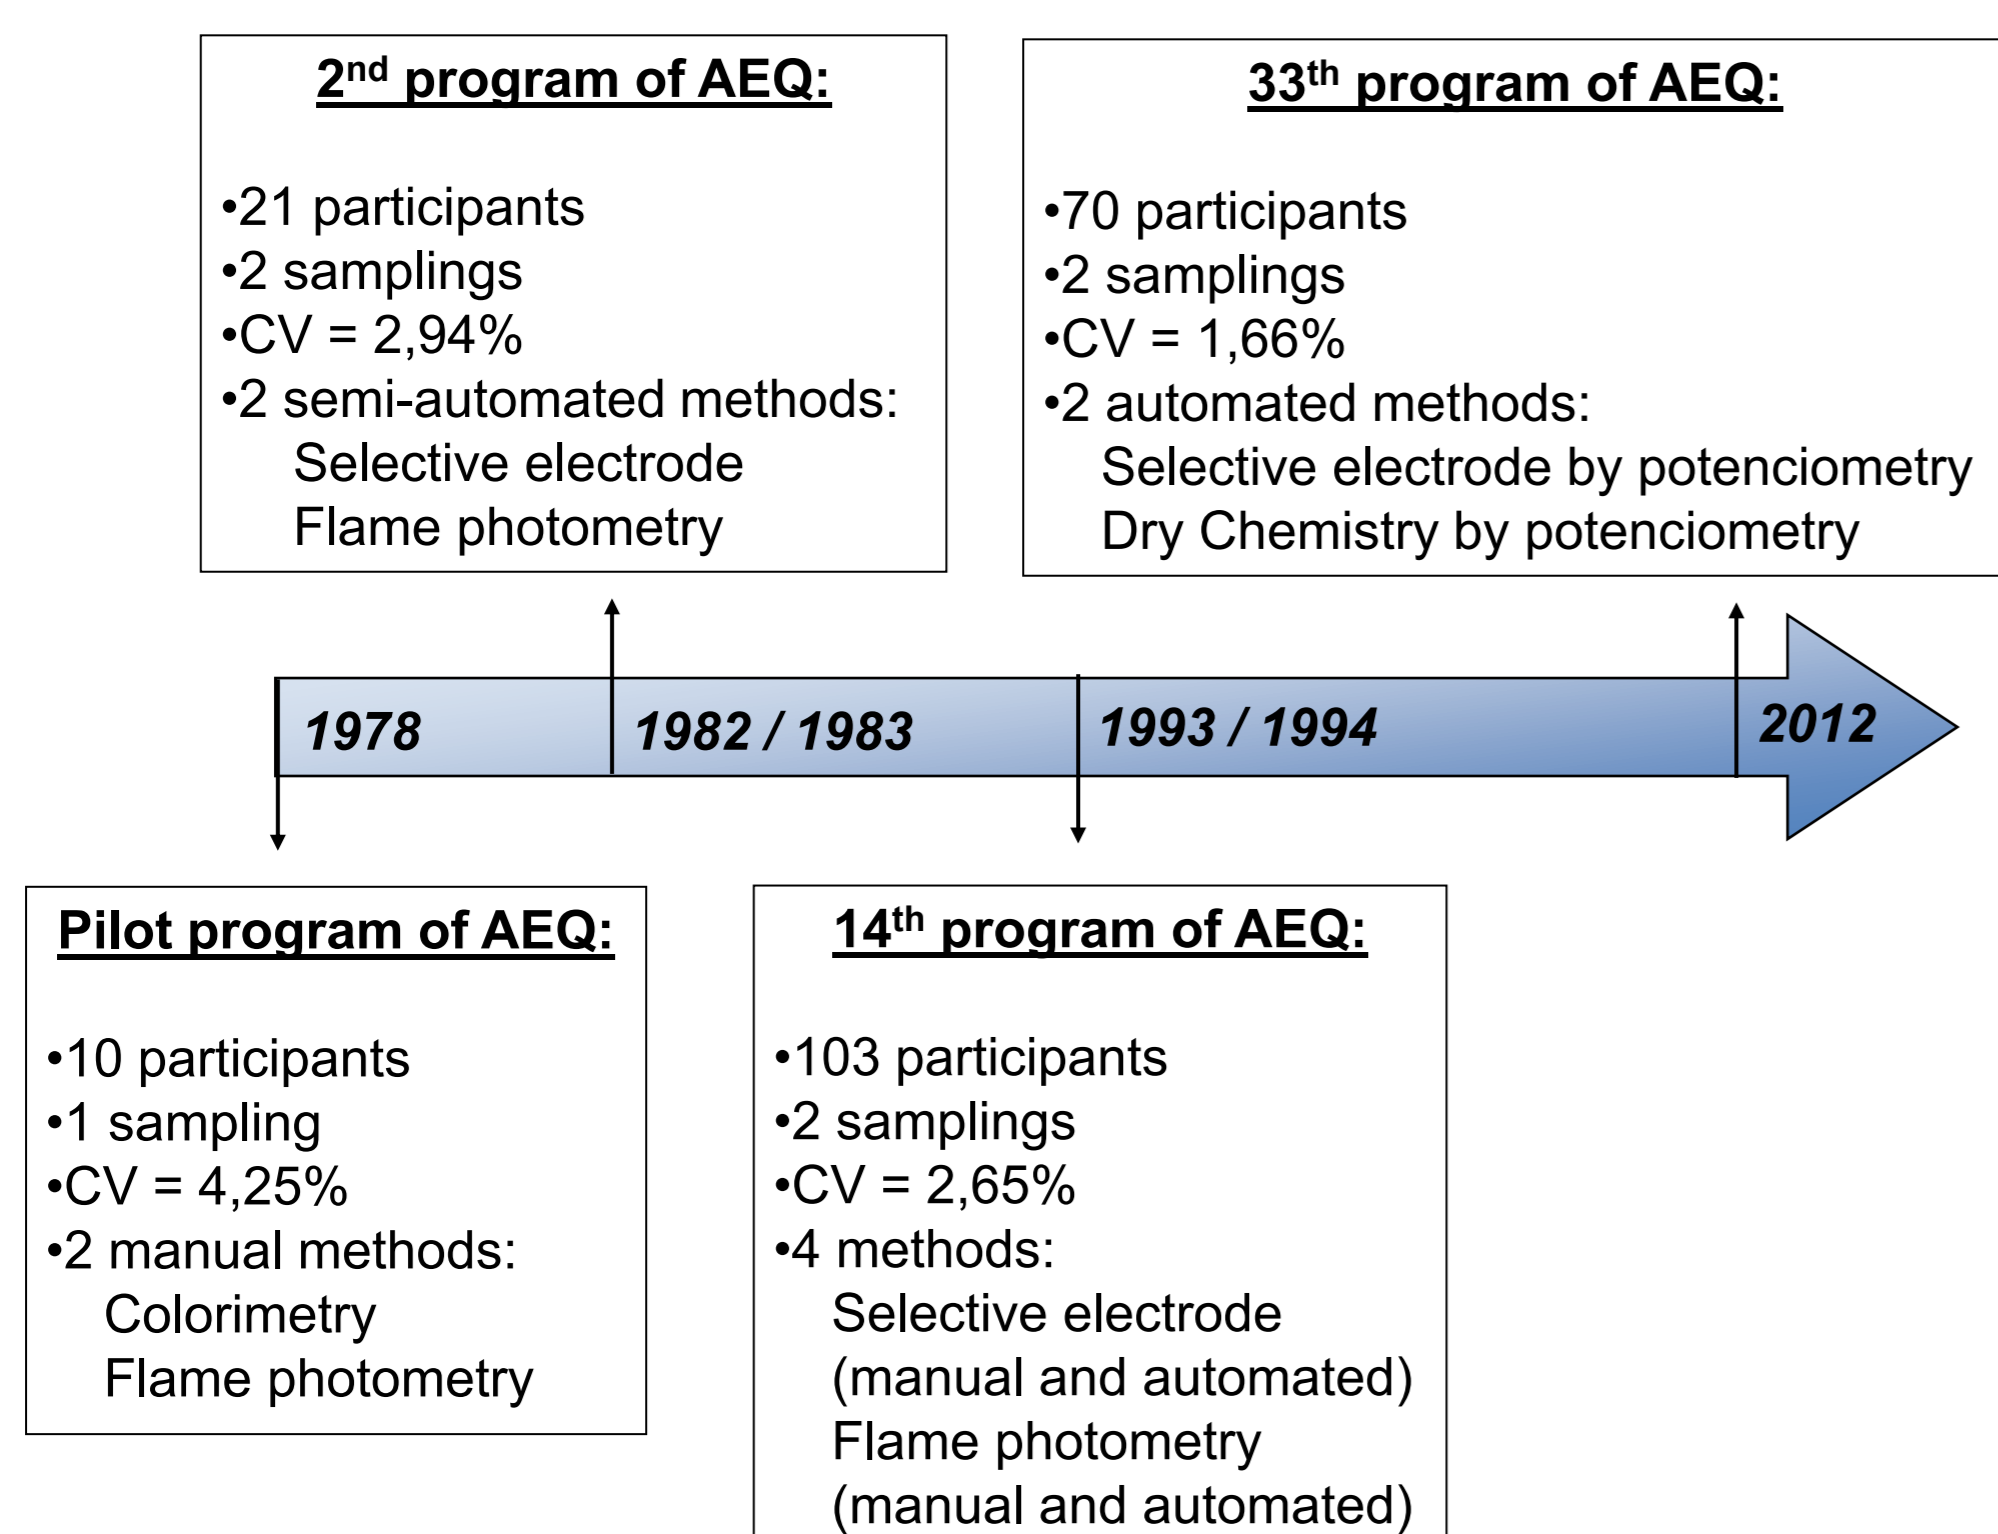 2nd program of AEQ:
•21 participants
•2 samplings
•CV = 2,94%
•2 semi-automated methods:
Selective electrode
Flame photometry
33th program of AEQ:
•70 participants
•2 samplings
•CV = 1,66%
•2 automated methods:
Selective electrode by potenciometry
Dry Chemistry by potenciometry
1978
1982 / 1983
1993 / 1994
2012
Pilot program of AEQ:
•10 participants
•1 sampling
•CV = 4,25%
•2 manual methods:
Colorimetry
Flame photometry
14th program of AEQ:
•103 participants
•2 samplings
•CV = 2,65%
•4 methods:
Selective electrode
(manual and automated)
Flame photometry
(manual and automated)